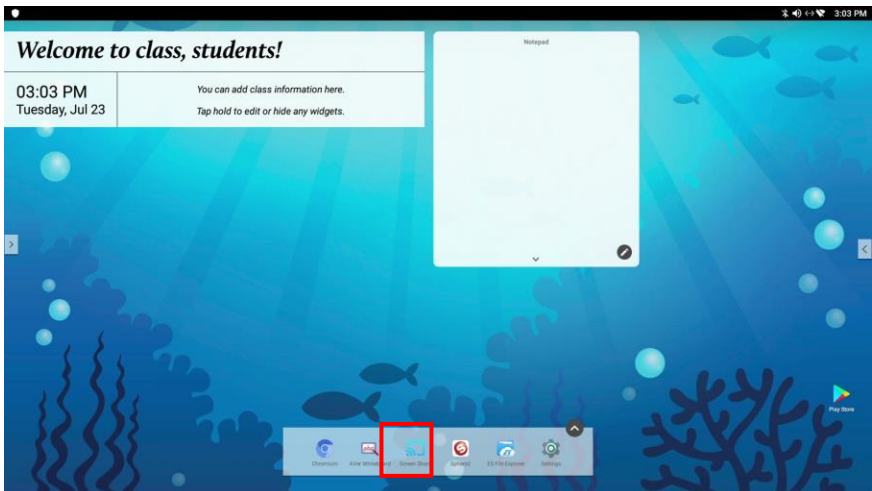 3:03 PM
Welcome to class, students!
03:03 PM
Tuesday, Jul 23
You can add class information here.
Tap hold to edit or hide any widgets.
Notepad
Play Store
Chromium
Screen Share
Sphere2
ES File Explorer
Settings